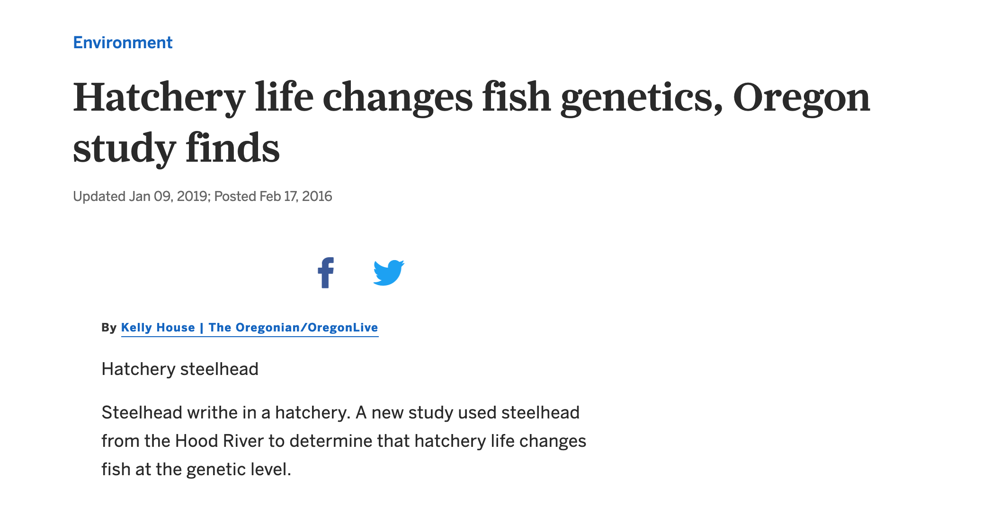 Environment
Hatchery life changes fish genetics, Oregon
study finds
Updated Jan 09, 2019; Posted Feb 17, 2016
By Kelly House | The Oregonian/OregonLive
Hatchery steelhead
Steelhead writhe in a hatchery. A new study used steelhead
from the Hood River to determine that hatchery life changes
fish at the genetic level.